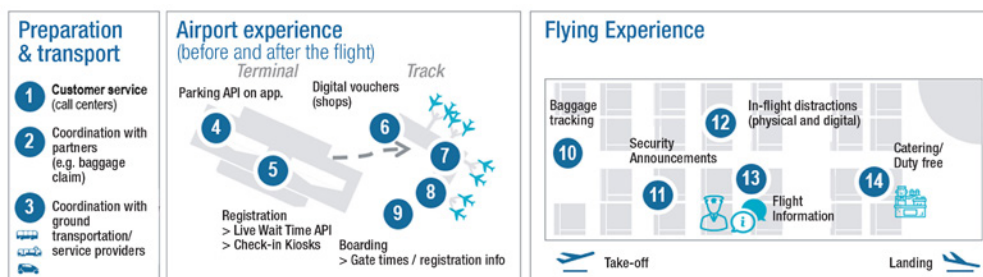 Preparation
& transport
1
Customer service
(call centers)
2
Coordination with
partners
(e.g. baggage
claim)
3
Coordination with
ground
transportation/
service providers
Airport experience
(before and after the flight)
Terminal
Track
Parking API on app.
Digital vouchers
(shops)
4
5
6
7
8
9
Registration
> Live Wait Time API
> Check-in Kiosks
Boarding
> Gate times / registration info
Flying Experience
Baggage
tracking
10
Security
Announcements
11
12
In-flight distractions
(physical and digital)
13
Flight
Information
i
Catering/
Duty free
14
Take-off
Landing